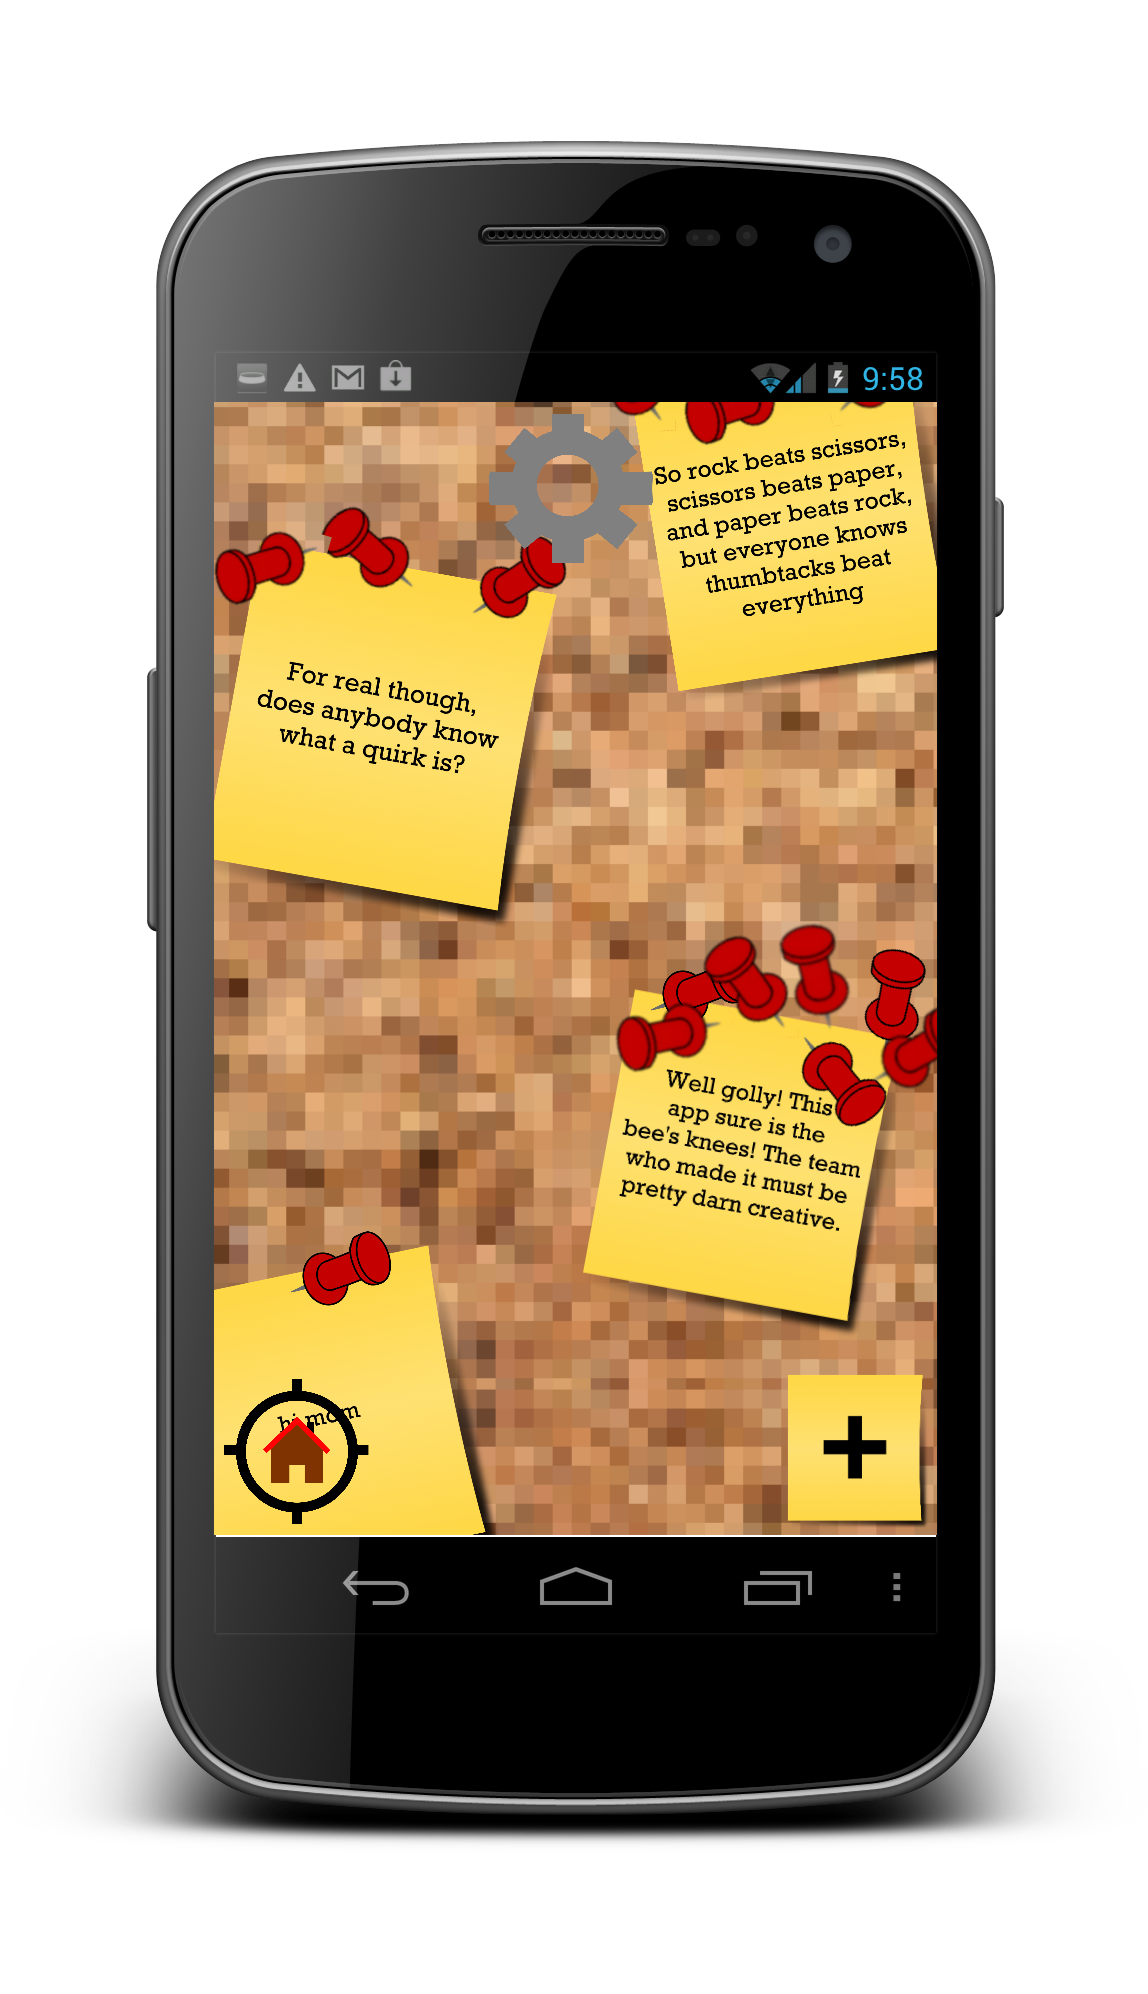 9:58
So rock beats scissors,
scissors beats paper,
and paper beats rock,
but everyone knows
thumbtacks beat
everything
For real though,
does anybody know
what a quirk is?
Well golly! This
app sure is the
bee's knees! The team
who made it must be
pretty darn creative.
hi mom